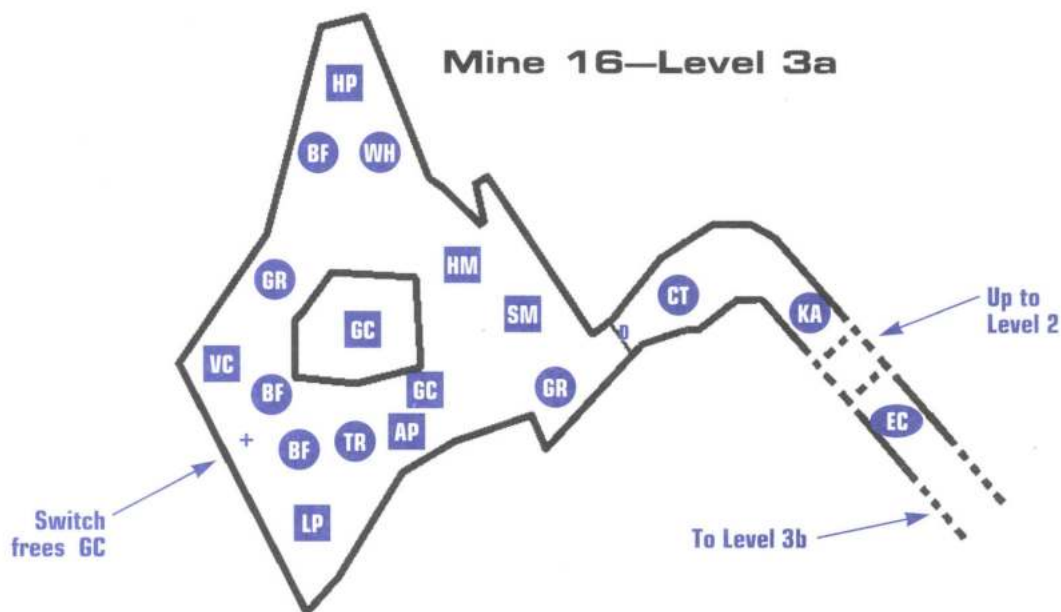 Mine 16—Level 3a
HP
BF WH
HM
GR
SM
CT
KA
Up to
Level 2
GC
D
VC
BF
GC
GR
EC
+
BF
TR
AP
Switch
frees GC
LP
To Level 3b